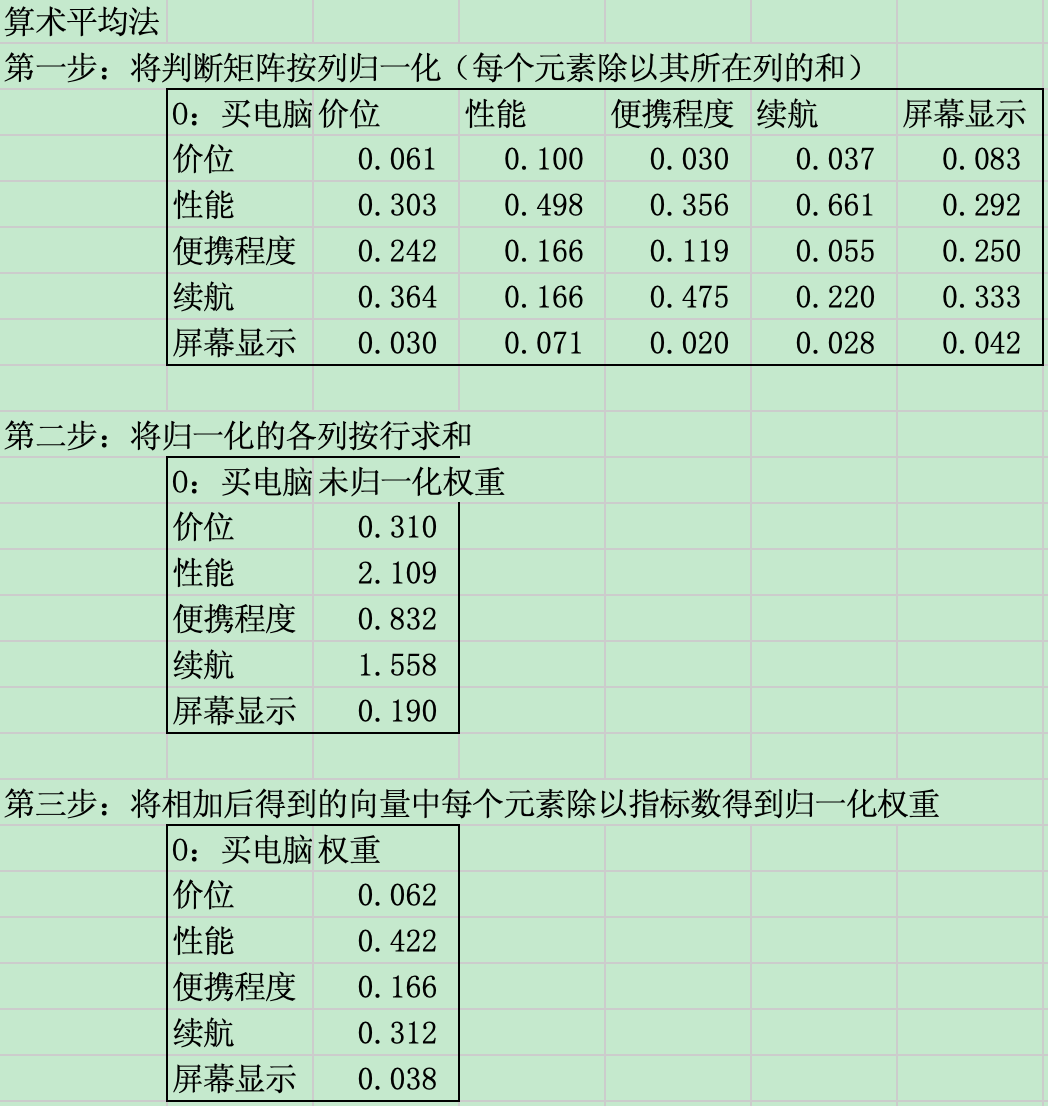 算术平均法
第一步：将判断矩阵按列归一化（每个元素除以其所在列的和）
O：买电脑 价位 性能 便携程度 续航 屏幕显示
价位 0.061 0.100 0.030 0.037 0.083
性能 0.303 0.498 0.356 0.661 0.292
便携程度 0.242 0.166 0.119 0.055 0.250
续航 0.364 0.166 0.475 0.220 0.333
屏幕显示 0.030 0.071 0.020 0.028 0.042
第二步：将归一化的各列按行求和
O：买电脑 未归一化权重
价位 0.310
性能 2.109
便携程度 0.832
续航 1.558
屏幕显示 0.190
第三步：将相加后得到的向量中每个元素除以指标数得到归一化权重
O：买电脑 权重
价位 0.062
性能 0.422
便携程度 0.166
续航 0.312
屏幕显示 0.038